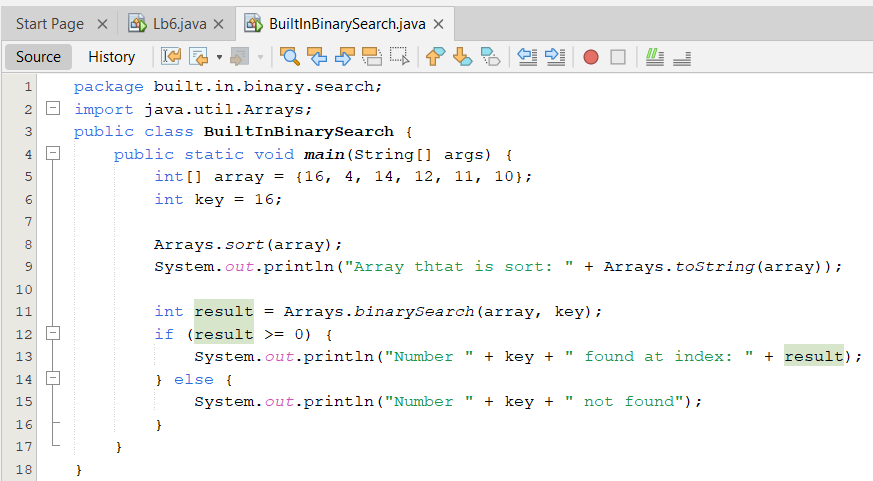 Start Page Lb6.java BuiltInBinarySearch.java
Source History
1 package built.in.binary.search;
2 import java.util.Arrays;
3 public class BuiltInBinarySearch {
4 public static void main(String[] args) {
5 int[] array = {16, 4, 14, 12, 11, 10};
6 int key = 16;
7
8 Arrays.sort(array);
9 System.out.println("Array thtat is sort: " + Arrays.toString(array));
10
11 int result = Arrays.binarySearch(array, key);
12 if (result >= 0) {
13 System.out.println("Number " + key + " found at index: " + result);
14 } else {
15 System.out.println("Number " + key + " not found");
16 }
17 }
18 }